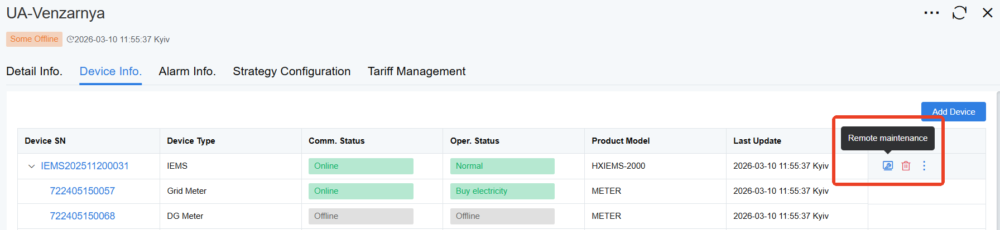 UA-Venzarnya
Some Offline 2026-03-10 11:55:37 Kyiv
Detail Info. Device Info. Alarm Info. Strategy Configuration Tariff Management
Add Device
Device SN Device Type Comm. Status Oper. Status Product Model Last Update Remote maintenance
IEMS202511200031 IEMS Online Normal HXIEMS-2000 2026-03-10 11:55:37 Kyiv
722405150057 Grid Meter Online Buy electricity METER 2026-03-10 11:55:37 Kyiv
722405150068 DG Meter Offline Offline METER 2026-03-10 11:55:37 Kyiv